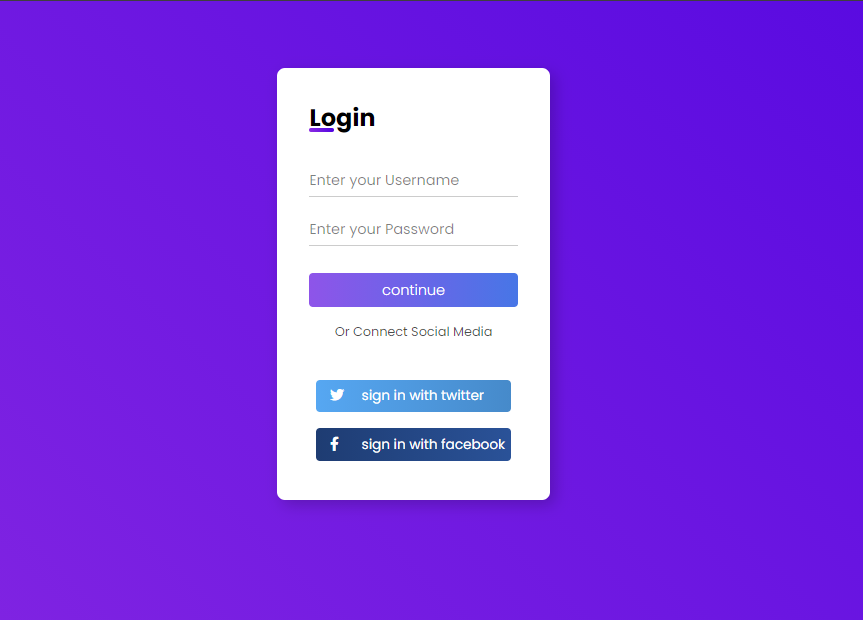 Login
Enter your Username
Enter your Password
continue
Or Connect Social Media
sign in with twitter
sign in with facebook